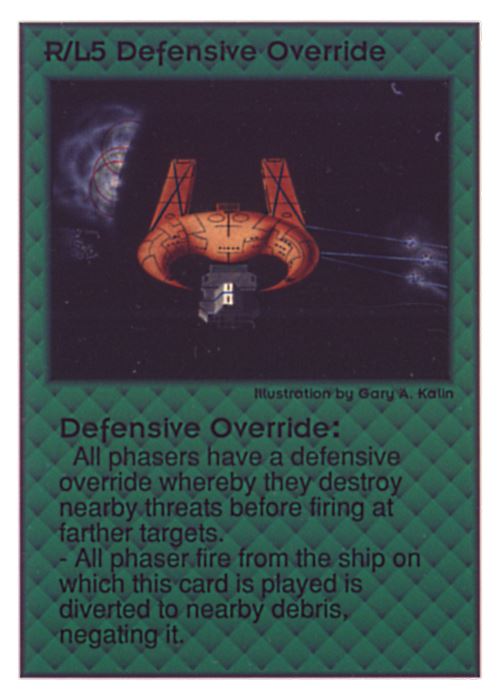 R/L5 Defensive Override
Illustration by Gary A. Kalin
Defensive Override:
All phasers have a defensive
override whereby they destroy
nearby threats before firing at
farther targets.
- All phaser fire from the ship on
which this card is played is
diverted to nearby debris,
negating it.